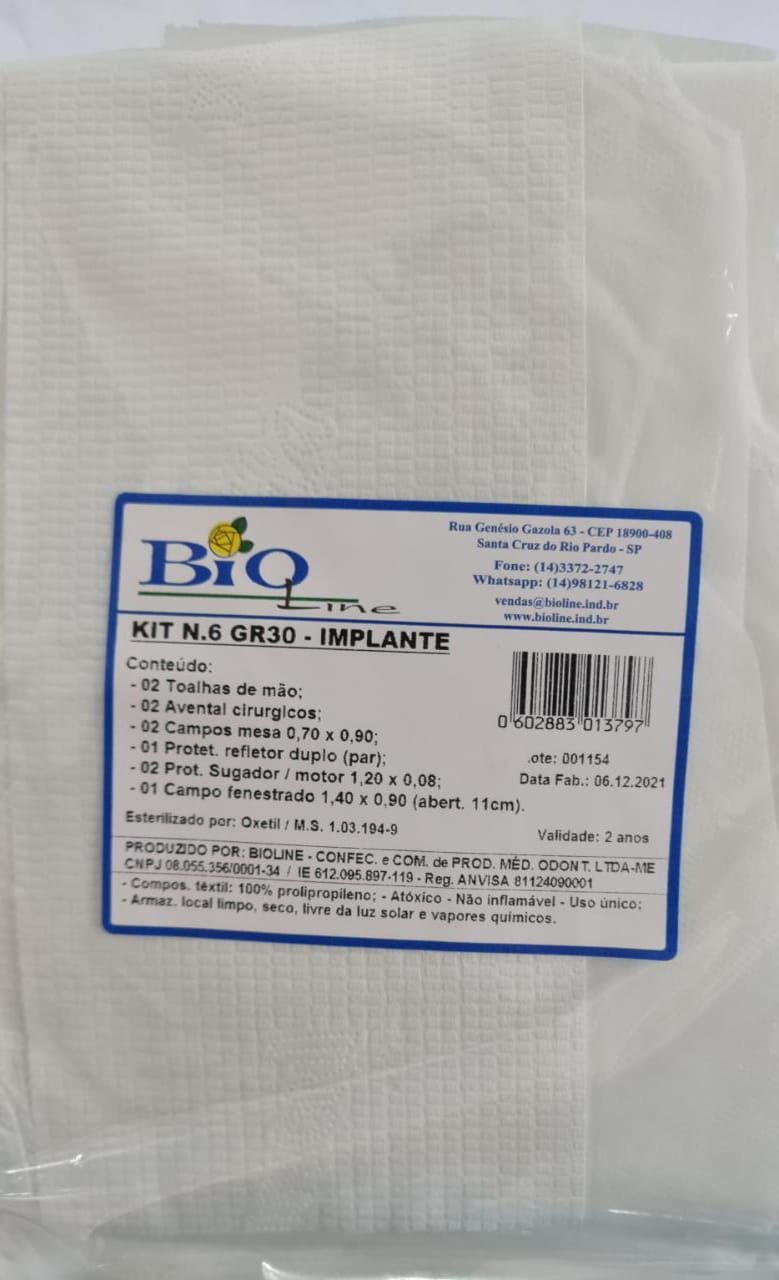 BiO
Line
Rua Genésio Gazola 63 - CEP 18900-408
Santa Cruz do Rio Pardo - SP
Fone: (14)3372-2747
Whatsapp: (14)98121-6828
vendas@bioline.ind.br
www.bioline.ind.br
KIT N.6 GR30 - IMPLANTE
Conteúdo:
- 02 Toalhas de mão;
- 02 Avental cirurgicos;
- 02 Campos mesa 0,70 x 0,90;
- 01 Protet. refletor duplo (par);
- 02 Prot. Sugador / motor 1,20 x 0,08;
- 01 Campo fenestrado 1,40 x 0,90 (abert. 11cm).
0 602883 013797
.ote: 001154
Data Fab.: 06.12.2021
Esterilizado por: Oxetil / M.S. 1.03.194-9
Validade: 2 anos
PRODUZIDO POR: BIOLINE - CONFEC. e COM. de PROD. MÉD. ODONT. LTDA-ME
CNPJ 08.055.356/0001-34 / IE 612.095.897-119 - Reg. ANVISA 81124090001
- Compos. têxtil: 100% prolipropileno; - Atóxico - Não inflamável - Uso único;
- Armaz. local limpo, seco, livre da luz solar e vapores químicos.